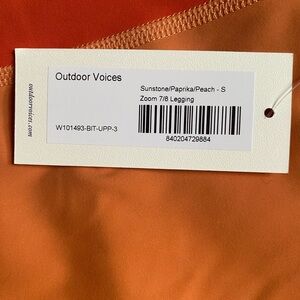 Outdoor Voices
Sunstone/Paprika/Peach - S
Zoom 7/8 Legging
W101493-BIT-UPP-3
840204729884
outdoorvoices.com